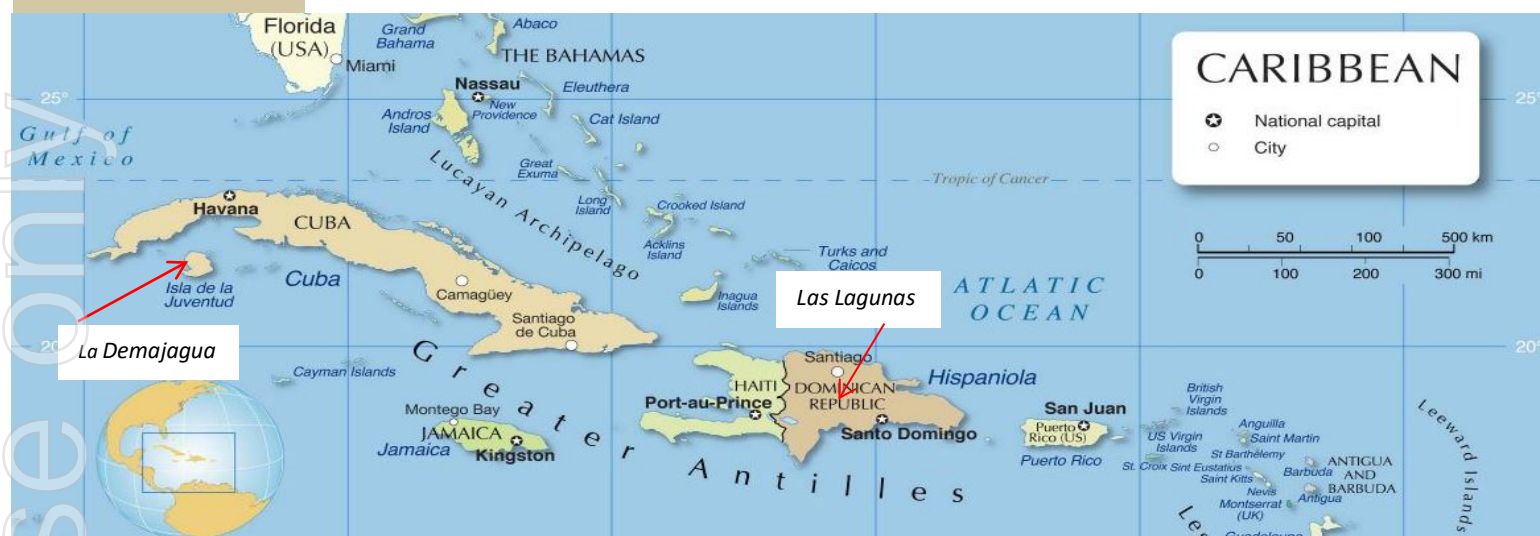 Florida
(USA)
Miami
Grand
Bahama
Abaco
THE BAHAMAS
Nassau
New
Providence
Eleuthera
Andros
Island
Cat Island
25°
25°
Gulf of
Mexico
Lucayan Archipelago
Great
Exuma
Long
Island
Crooked Island
Acklins
Island
Tropic of Cancer
CARIBBEAN
National capital
City
0 50 100 500 km
0 100 200 300 mi
Havana
CUBA
Isla de la
Juventud
Cuba
Camagüey
Santiago
de Cuba
Turks and
Caicos
Inagua
Islands
ATLATIC
OCEAN
Las Lagunas
La Demajagua
20
20°
Cayman Islands
Greater Antilles
Montego Bay
JAMAICA
Jamaica
Kingston
HAITI
Port-au-Prince
Santiago
DOMINICAN
REPUBLIC
Santo Domingo
Hispaniola
San Juan
Puerto
Rico (US)
Puerto Rico
British
Virgin
Islands
US Virgin
Islands
St. Croix
Anguilla
Saint Martin
St Barthélemy
Sint Eustatius
Saint Kitts
Nevis
Montserrat
(UK)
Barbuda
Antigua
ANTIGUA
AND
BARBUDA
Leeward Islands
se only